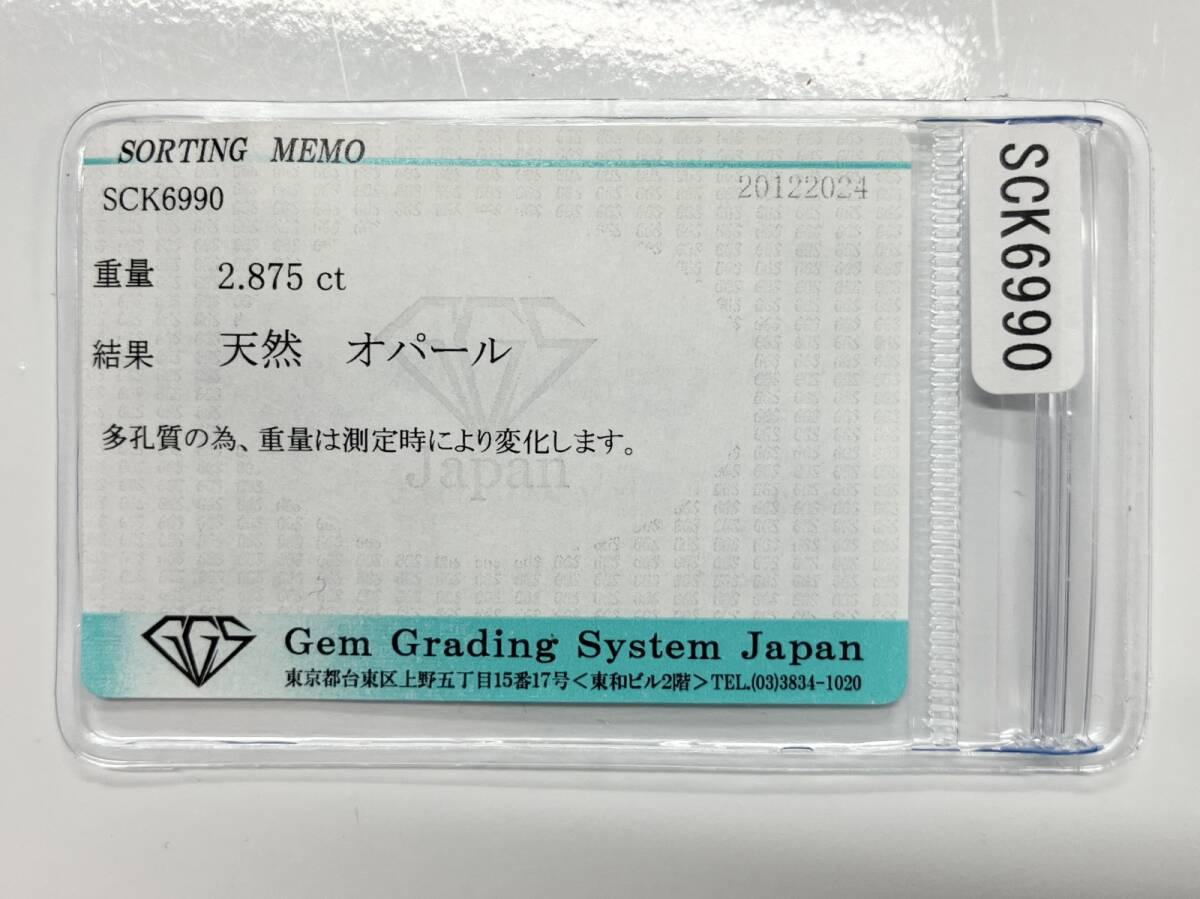 SORTING MEMO
SCK6990
20122024
重量 2.875 ct
結果 天然 オパール
多孔質の為、重量は測定時により変化します。
GGS
Japan
GGS
Gem Grading System Japan
東京都台東区上野五丁目15番17号＜東和ビル2階＞TEL.(03)3834-1020
SCK6990